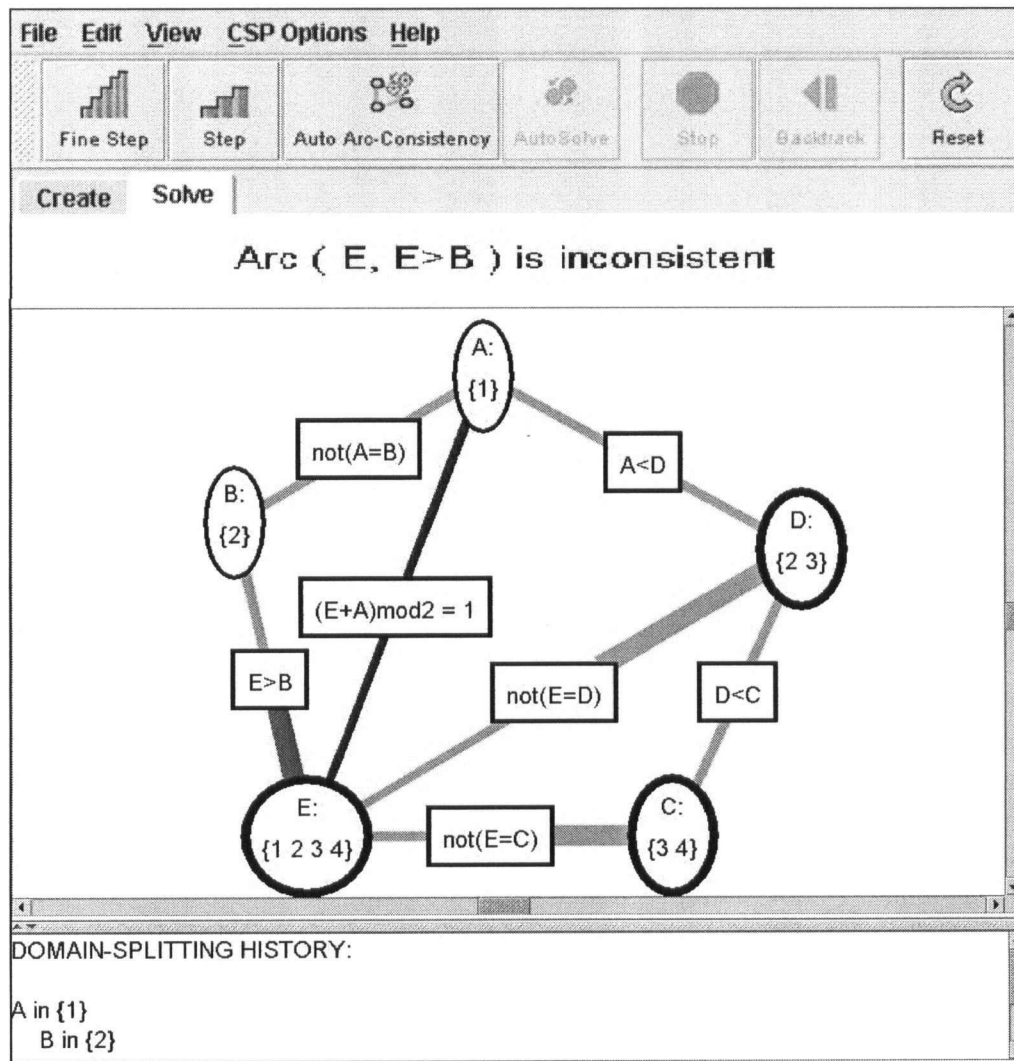 File Edit View CSP Options Help
Fine Step Step Auto Arc-Consistency AutoSolve Stop Backtrack Reset
Create Solve
Arc ( E, E>B ) is inconsistent
A:
{1}
not(A=B)
A<D
B:
{2}
D:
{2 3}
(E+A)mod2 = 1
E>B
not(E=D)
D<C
E:
{1 2 3 4}
not(E=C)
C:
{3 4}
DOMAIN-SPLITTING HISTORY:
A in {1}
B in {2}